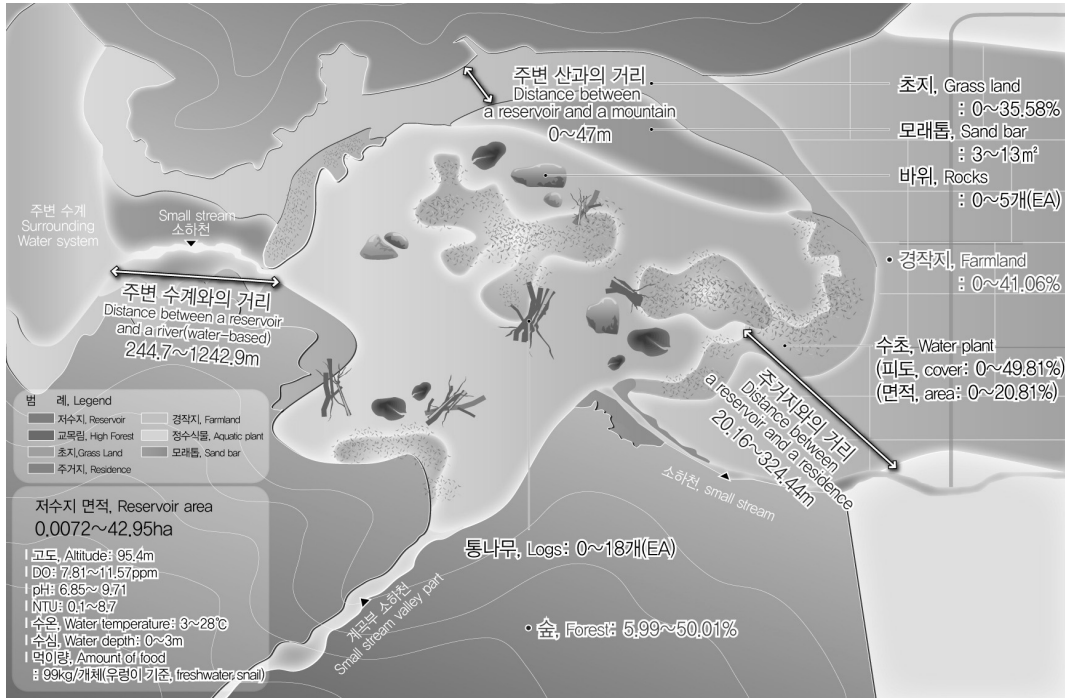 주변 산과의 거리
Distance between
a reservoir and a mountain
0~47m
초지, Grass land
: 0~35.58%
모래톱, Sand bar
: 3~13㎡
바위, Rocks
: 0~5개(EA)
경작지, Farmland
: 0~41.06%
수초, Water plant
(피도, cover: 0~49.81%)
(면적, area: 0~20.81%)
주변 수계
Surrounding
Water system
Small stream
소하천
주변 수계와의 거리
Distance between a reservoir
and a river(water-based)
244.7~1242.9m
주거지와의 거리
Distance between
a reservoir and a residence
20.16~324.44m
소하천, small stream
범 례, Legend
저수지, Reservoir
경작지, Farmland
교목림, High Forest
정수식물, Aquatic plant
초지,Grass Land
모래톱, Sand bar
주거지, Residence
저수지 면적, Reservoir area
0.0072~42.95ha
고도, Altitude: 95.4m
DO: 7.81~11.57ppm
pH: 6.85~ 9.71
NTU: 0.1~8.7
수온, Water temperature: 3~28℃
수심, Water depth: 0~3m
먹이량, Amount of food
: 99kg/개체(우렁이 기준, freshwater snail)
통나무, Logs: 0~18개(EA)
계곡부 소하천
Small stream valley part
숲, Forest: 5.99~50.01%